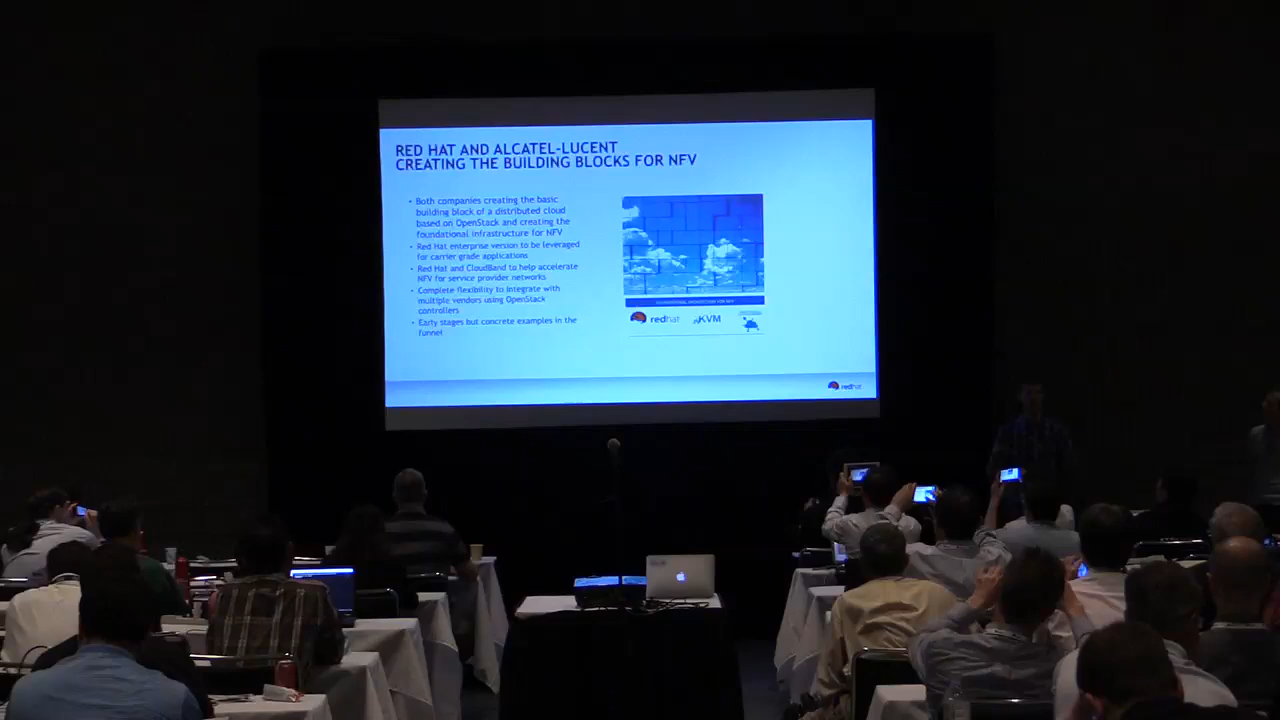 RED HAT AND ALCATEL-LUCENT
CREATING THE BUILDING BLOCKS FOR NFV
• Both companies creating the basic
building block of a distributed cloud
based on OpenStack and creating the
foundational infrastructure for NFV
• Red Hat enterprise version to be leveraged
for carrier grade applications
• Red Hat and CloudBand to help accelerate
NFV for service provider networks
• Complete flexibility to integrate with
multiple vendors using OpenStack
controllers
• Early stages but concrete examples in the
funnel
redhat
KVM
redhat